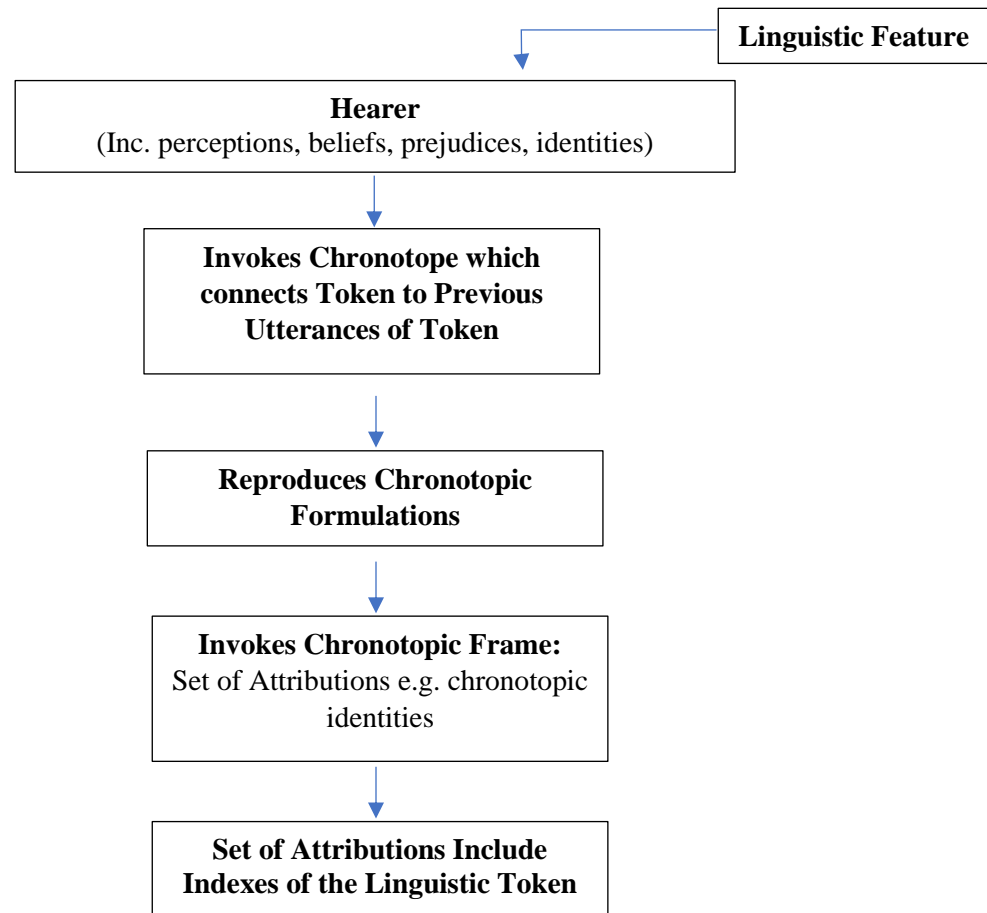 Linguistic Feature
Hearer
(Inc. perceptions, beliefs, prejudices, identities)
Invokes Chronotope which
connects Token to Previous
Utterances of Token
Reproduces Chronotopic
Formulations
Invokes Chronotopic Frame:
Set of Attributions e.g. chronotopic
identities
Set of Attributions Include
Indexes of the Linguistic Token